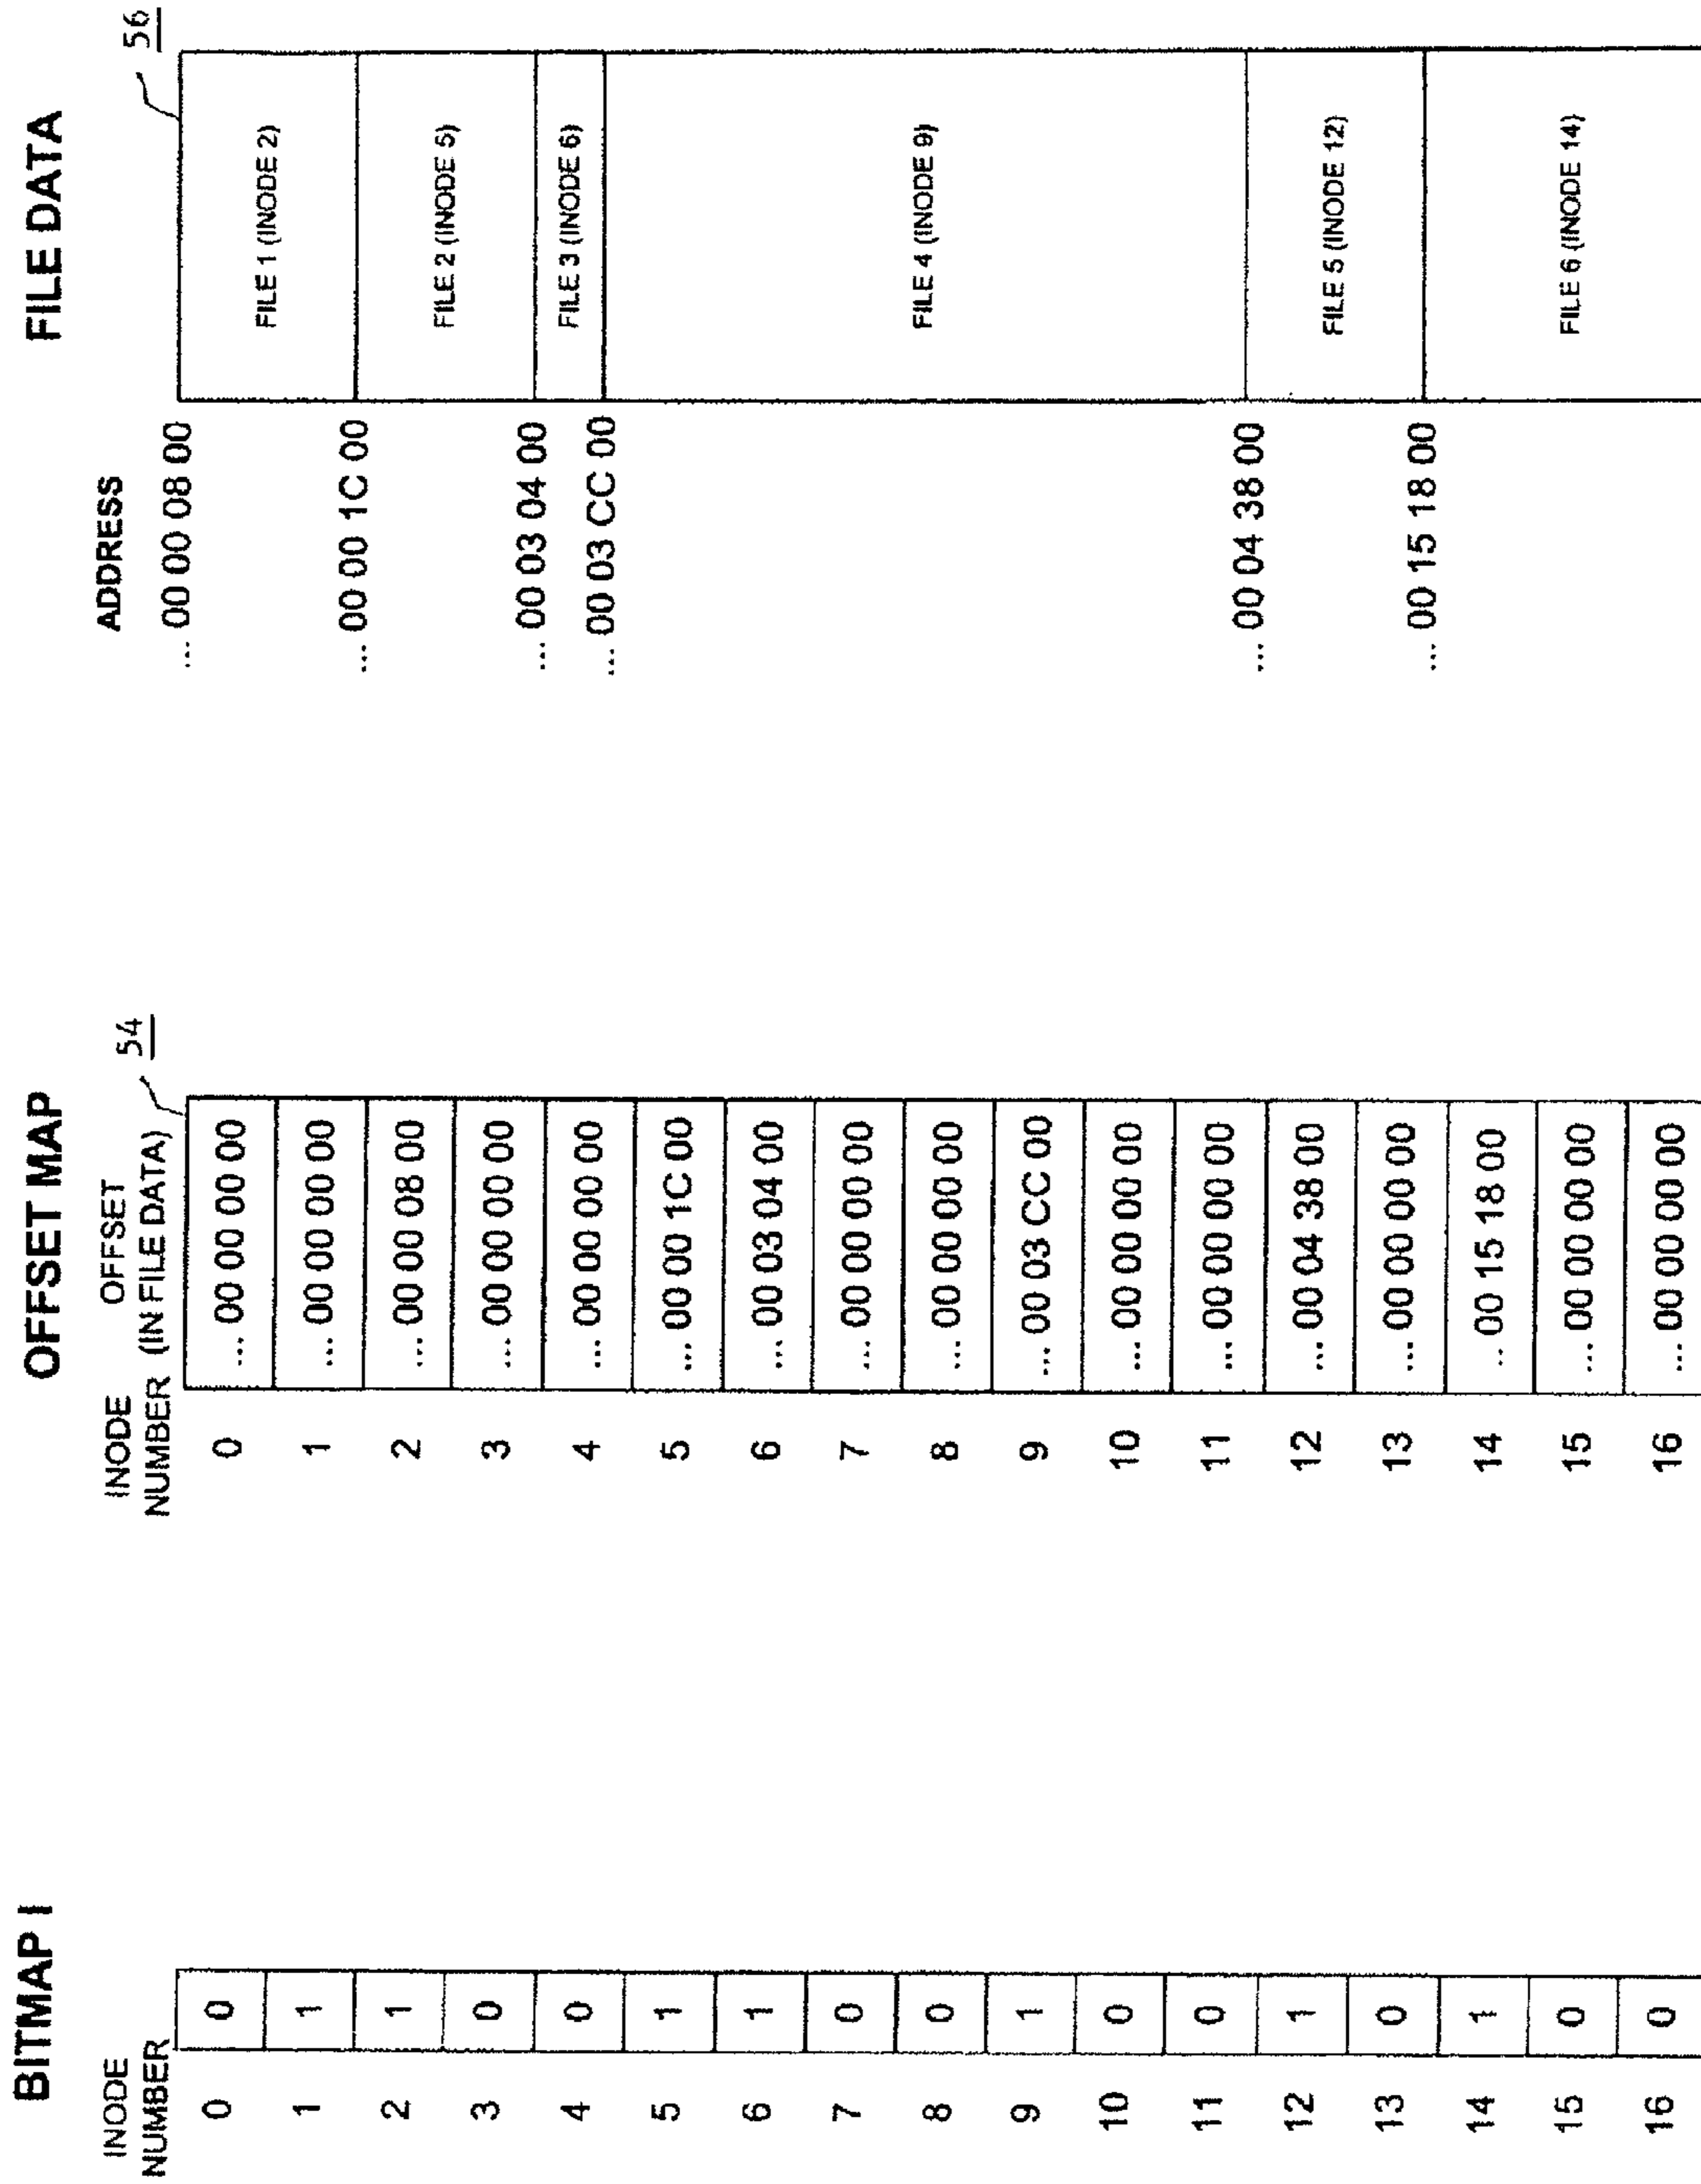 BITMAP I
INODE
NUMBER
0 0
1 1
2 1
3 0
4 0
5 1
6 1
7 0
8 0
9 1
10 0
11 0
12 1
13 0
14 1
15 0
16 0
OFFSET MAP
INODE OFFSET
NUMBER (IN FILE DATA)
54
0 ... 00 00 00 00
1 ... 00 00 00 00
2 ... 00 00 08 00
3 ... 00 00 00 00
4 ... 00 00 00 00
5 ... 00 00 1C 00
6 ... 00 03 04 00
7 ... 00 00 00 00
8 ... 00 00 00 00
9 ... 00 03 CC 00
10 ... 00 00 00 00
11 ... 00 00 00 00
12 ... 00 04 38 00
13 ... 00 00 00 00
14 .. 00 15 18 00
15 ... 00 00 00 00
16 ... 00 00 00 00
FILE DATA
56
ADDRESS
... 00 00 08 00
FILE 1 (INODE 2)
... 00 00 1C 00
FILE 2 (INODE 5)
... 00 03 04 00
FILE 3 (INODE 6)
... 00 03 CC 00
FILE 4 (INODE 9)
... 00 04 38 00
FILE 5 (INODE 12)
... 00 15 18 00
FILE 6 (INODE 14)